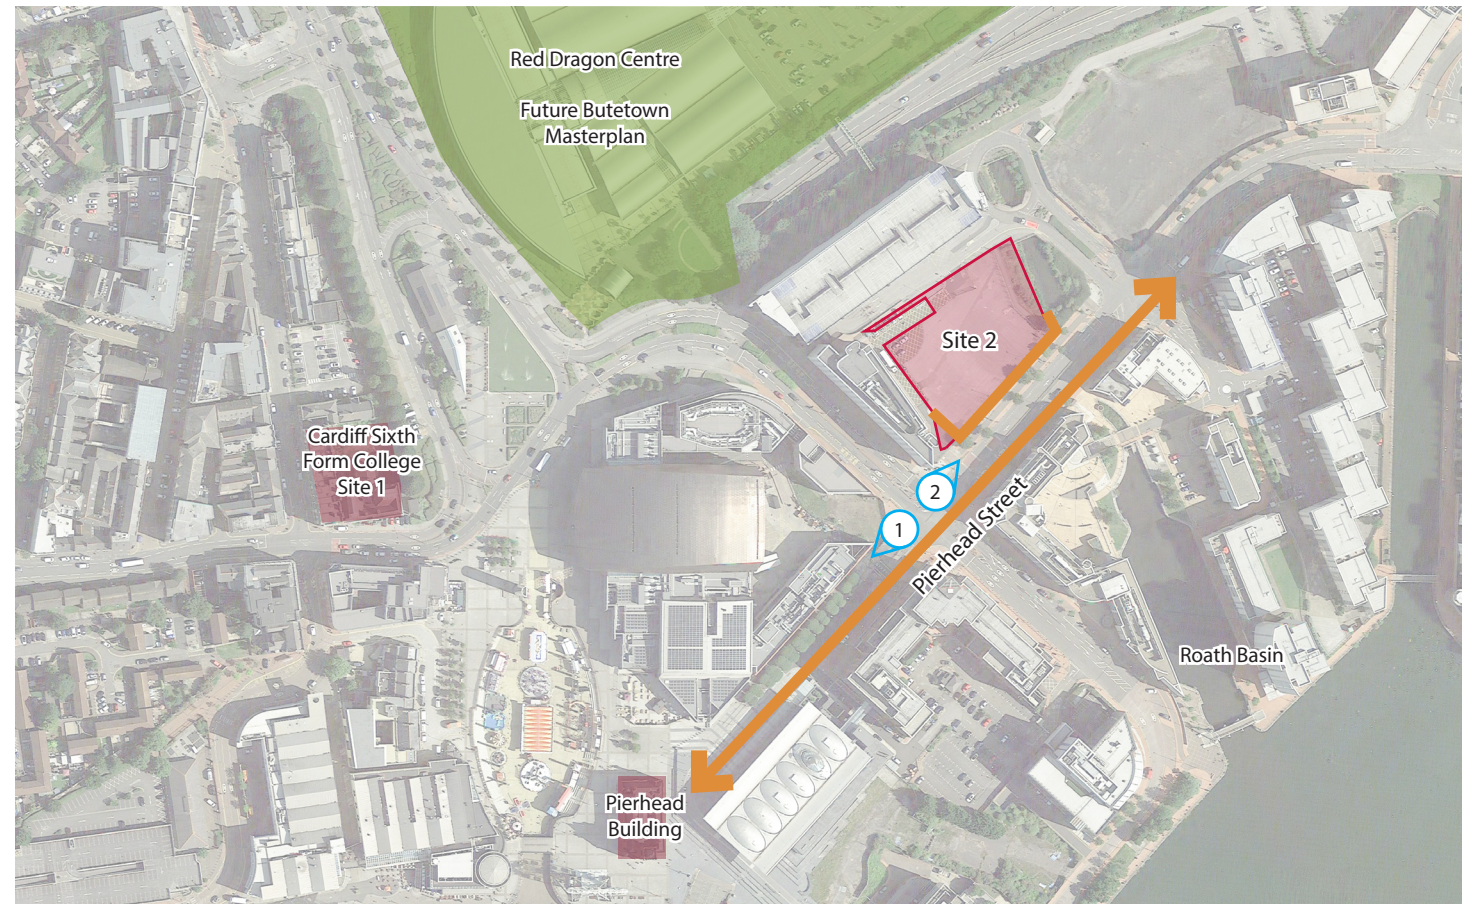 Red Dragon Centre
Future Butetown
Masterplan
Site 2
Cardiff Sixth
Form College
Site 1
2
1
Pierhead Street
Roath Basin
Pierhead
Building